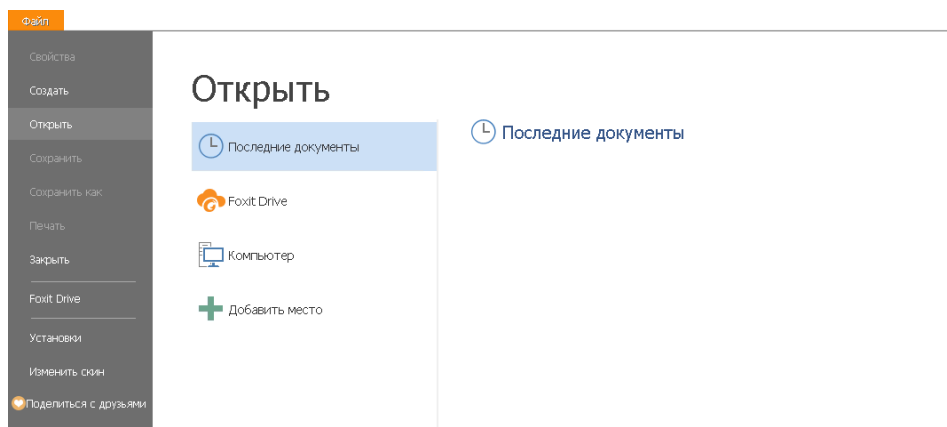 Файл
Свойства
Создать
Открыть
Сохранить
Сохранить как
Печать
Закрыть
Foxit Drive
Установки
Изменить скин
Поделиться с друзьями
Открыть
Последние документы
Foxit Drive
Компьютер
Добавить место
Последние документы